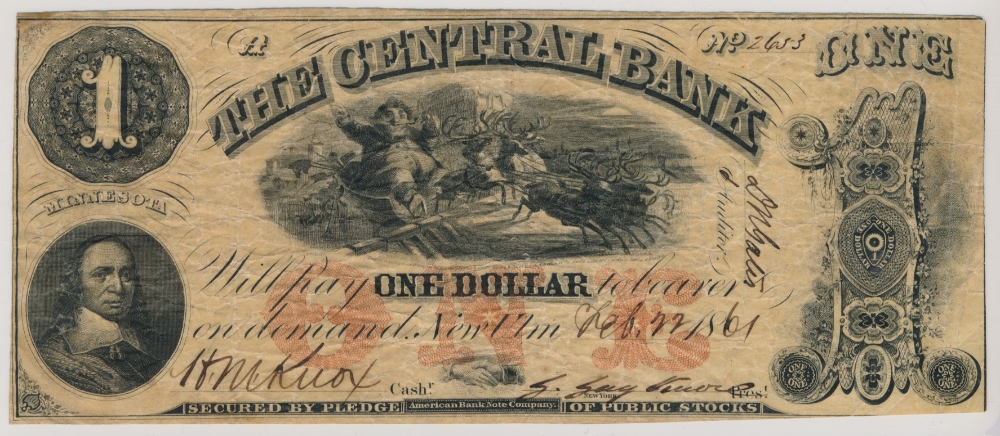 1
A
THE CENTRAL BANK
No. 2653
ONE
MINNESOTA
Auditor.
Will Pay ONE DOLLAR to bearer
ONE
on demand. New Ulm Feb. 22 1861
H M Knox Cash.r
NEW YORK.
Pres.t
SECURED BY PLEDGE American Bank Note Company. OF PUBLIC STOCKS
ONE DOLLAR
1
ONE ONE
ONE ONE